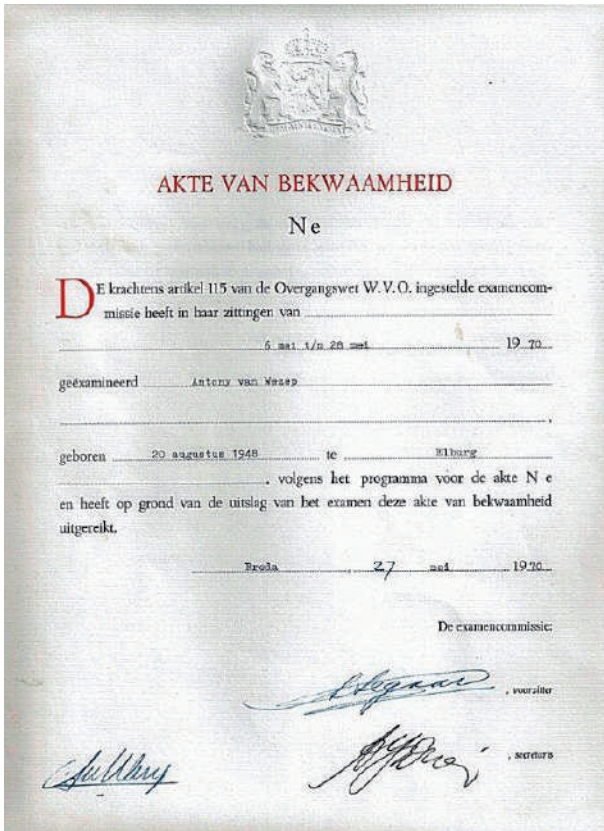 AKTE VAN BEKWAAMHEID
Ne
DE krachtens artikel 115 van de Overgangswet W.V.O. ingestelde examencom-
missie heeft in haar zittingen van
6 mei t/m 28 mei 19 70
geëxamineerd Antony van Wezep
,
geboren 20 augustus 1948 te Elburg
, volgens het programma voor de akte N e
en heeft op grond van de uitslag van het examen deze akte van bekwaamheid
uitgereikt.
Breda , 27 mei 1970
De examencommissie:
, voorzitter
, secretaris